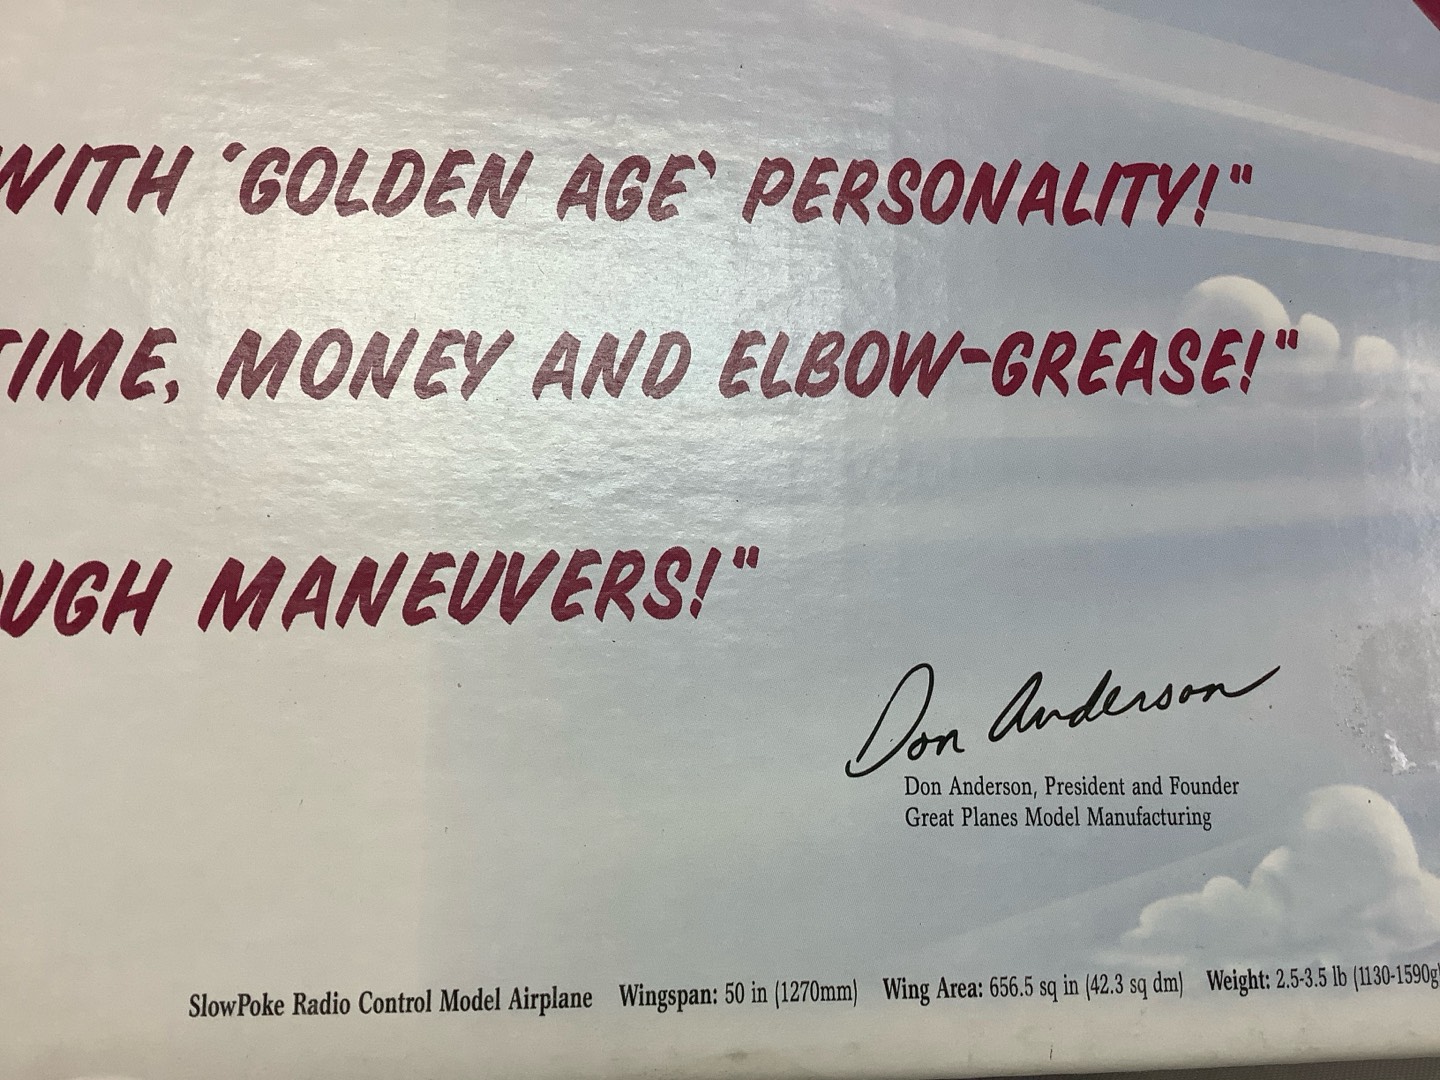 WITH 'GOLDEN AGE' PERSONALITY!"
TIME, MONEY AND ELBOW-GREASE!"
UGH MANEUVERS!"
Don Anderson
Don Anderson, President and Founder
Great Planes Model Manufacturing
SlowPoke Radio Control Model Airplane Wingspan: 50 in (1270mm) Wing Area: 656.5 sq in (42.3 sq dm) Weight: 2.5-3.5 lb (1130-1590g